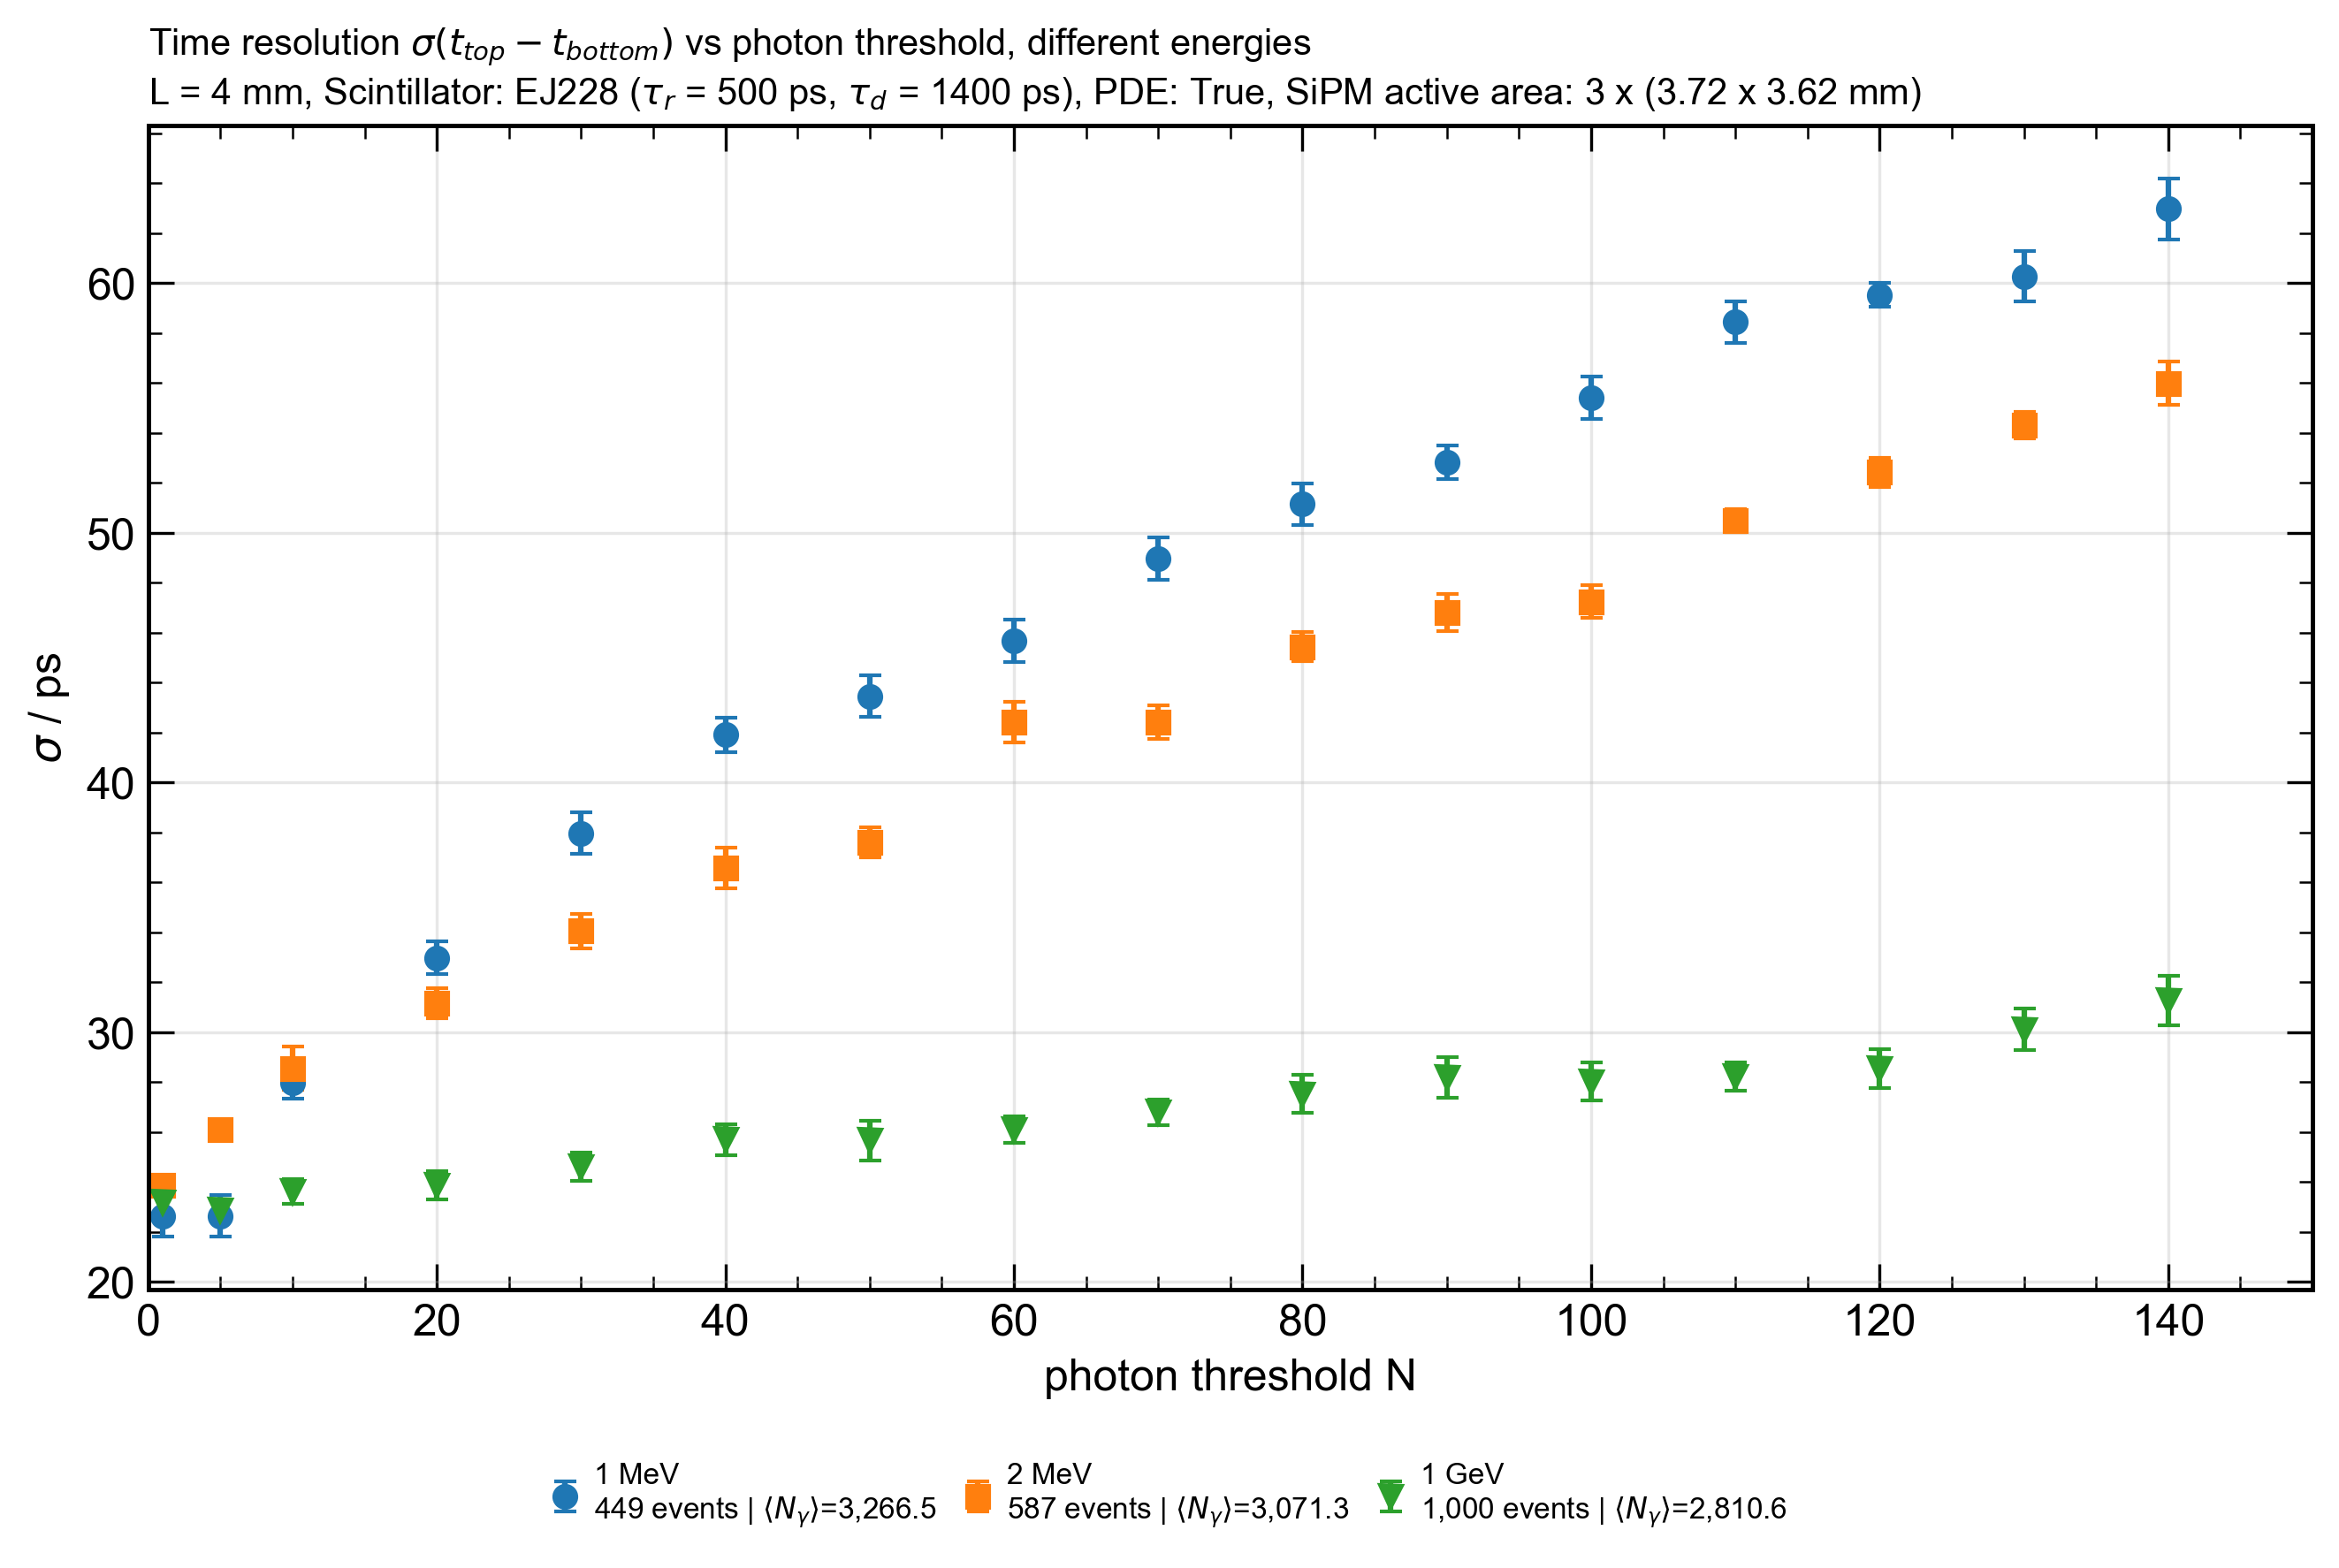 Time resolution σ(t_top − t_bottom) vs photon threshold, different energies
L = 4 mm, Scintillator: EJ228 (τ_r = 500 ps, τ_d = 1400 ps), PDE: True, SiPM active area: 3 x (3.72 x 3.62 mm)
60
50
40
30
20
σ / ps
0 20 40 60 80 100 120 140
photon threshold N
1 MeV
449 events | ⟨N_γ⟩=3,266.5
2 MeV
587 events | ⟨N_γ⟩=3,071.3
1 GeV
1,000 events | ⟨N_γ⟩=2,810.6